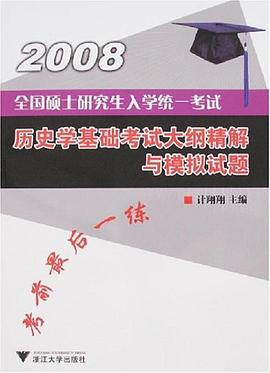 2008
全国硕士研究生入学统一考试
历史学基础考试大纲精解
与模拟试题
计翔翔 主编
考前最后一练
浙江大学出版社